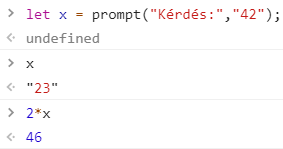 > let x = prompt("Kérdés:","42");
< undefined
> x
< "23"
> 2*x
< 46